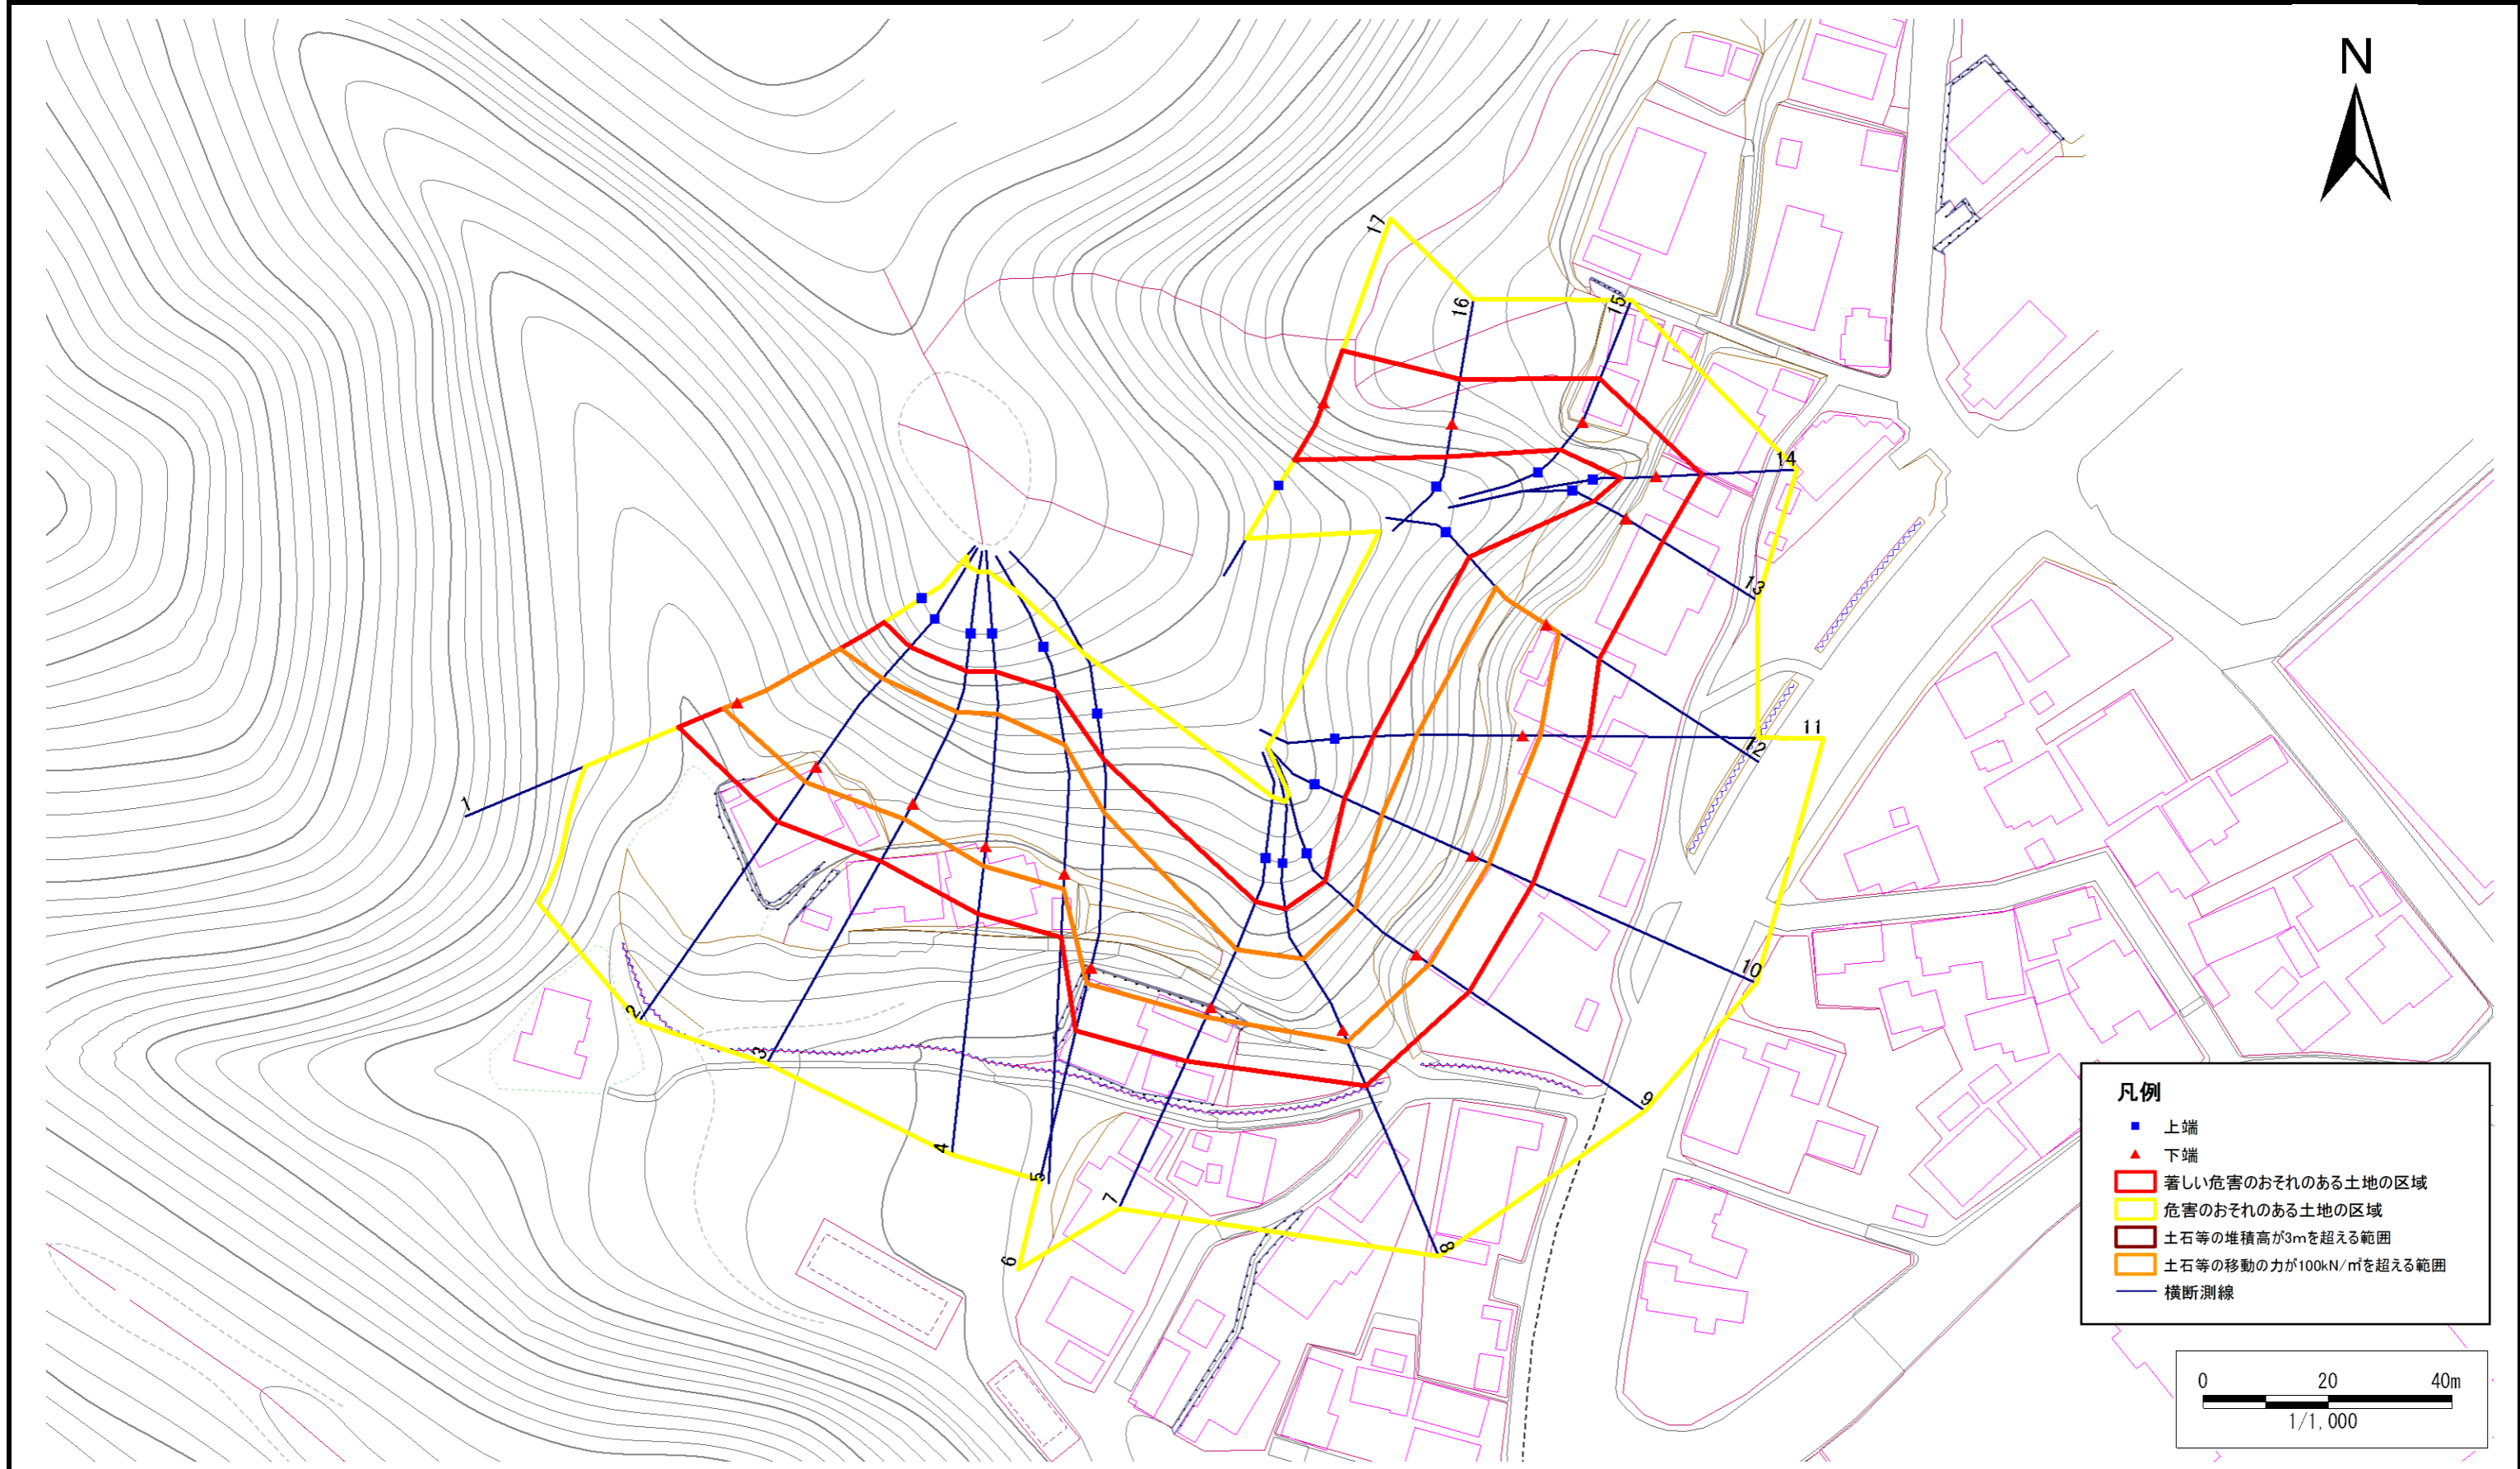 N
17
16
15
14
13
11
12
1
10
2
3
9
4
5
7
8
6
凡例
上端
下端
著しい危害のおそれのある土地の区域
危害のおそれのある土地の区域
土石等の堆積高が3mを超える範囲
土石等の移動の力が100kN/㎡を超える範囲
横断測線
0 20 40m
1/1,000